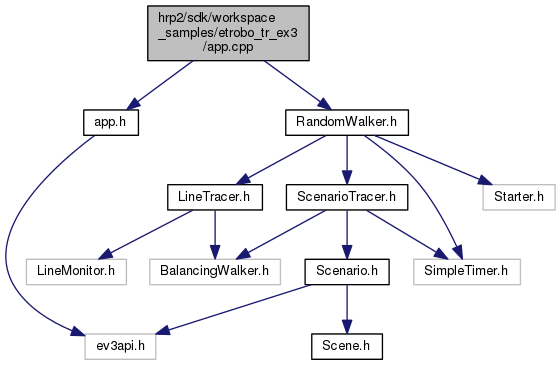 hrp2/sdk/workspace
_samples/etrobo_tr_ex3
/app.cpp
app.h
RandomWalker.h
LineTracer.h
ScenarioTracer.h
Starter.h
LineMonitor.h
BalancingWalker.h
Scenario.h
SimpleTimer.h
ev3api.h
Scene.h